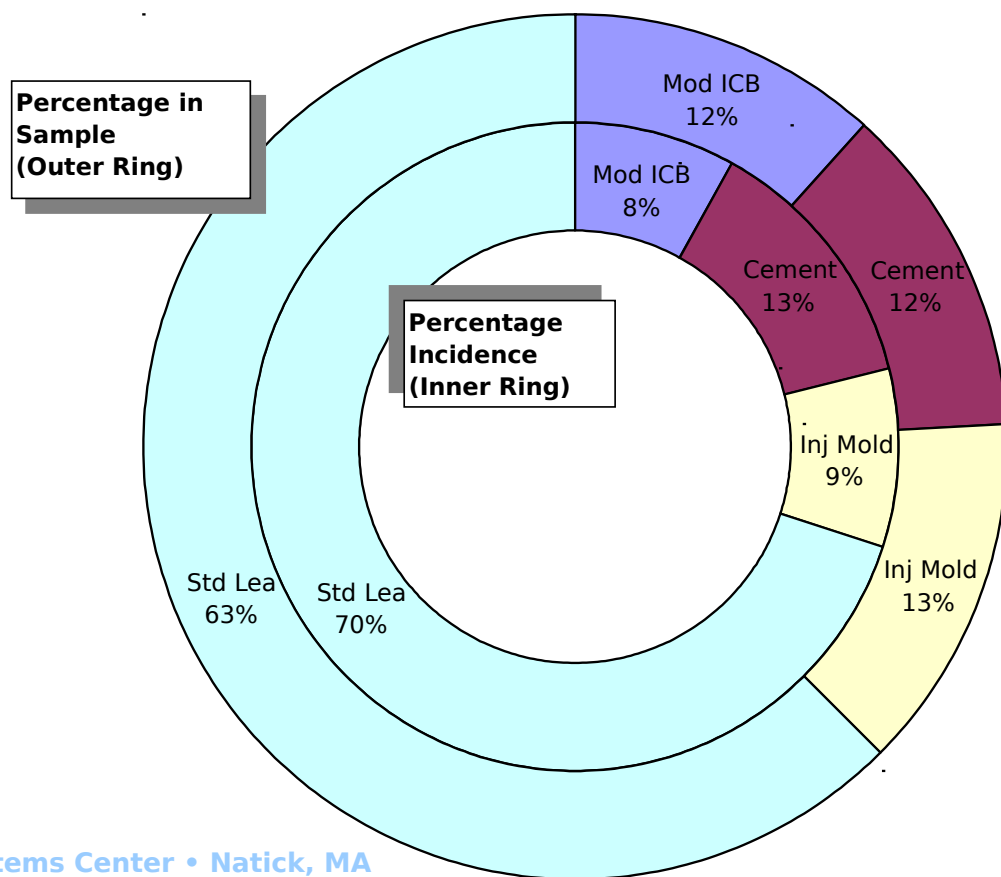 Percentage in
Sample
(Outer Ring)
Mod ICB
12%
Mod ICB
8%
Cement
13%
Cement
12%
Percentage
Incidence
(Inner Ring)
Inj Mold
9%
Inj Mold
13%
Std Lea
63%
Std Lea
70%
Center • Natick, MA